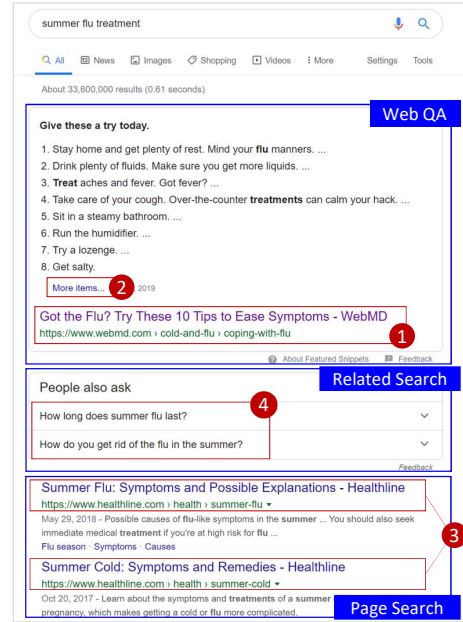 summer flu treatment
All News Images Shopping Videos More Settings Tools
About 33,600,000 results (0.61 seconds)
Web QA
Give these a try today.
1. Stay home and get plenty of rest. Mind your flu manners. ...
2. Drink plenty of fluids. Make sure you get more liquids. ...
3. Treat aches and fever. Got fever? ...
4. Take care of your cough. Over-the-counter treatments can calm your hack. ...
5. Sit in a steamy bathroom. ...
6. Run the humidifier. ...
7. Try a lozenge. ...
8. Get salty.
More items... 2 2019
Got the Flu? Try These 10 Tips to Ease Symptoms - WebMD
https://www.webmd.com › cold-and-flu › coping-with-flu
1
About Featured Snippets Feedback
Related Search
People also ask
How long does summer flu last?
4
How do you get rid of the flu in the summer?
Feedback
Summer Flu: Symptoms and Possible Explanations - Healthline
https://www.healthline.com › health › summer-flu
May 29, 2018 - Possible causes of flu-like symptoms in the summer ... You should also seek
immediate medical treatment if you're at high risk for flu ...
3
Flu season · Symptoms · Causes
Summer Cold: Symptoms and Remedies - Healthline
https://www.healthline.com › health › summer-cold
Oct 20, 2017 - Learn about the symptoms and treatments of a summer
pregnancy, which makes getting a cold or flu more complicated.
Page Search